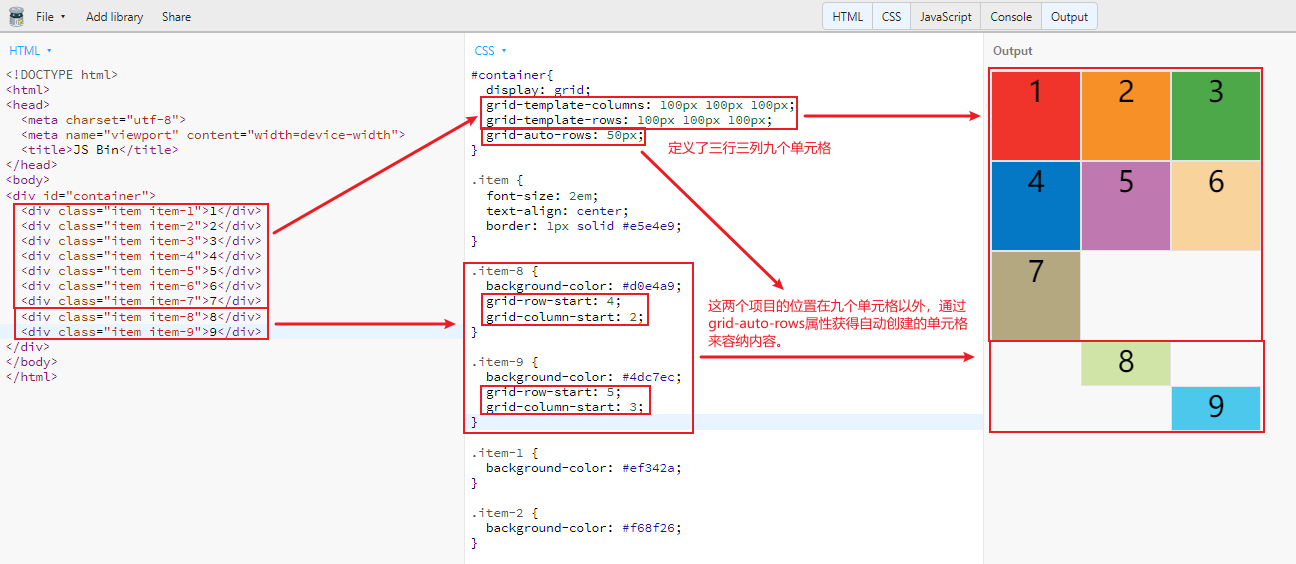 File
Add library
Share
HTML
CSS
JavaScript
Console
Output
HTML
<!DOCTYPE html>
<html>
<head>
<meta charset="utf-8">
<meta name="viewport" content="width=device-width">
<title>JS Bin</title>
</head>
<body>
<div id="container">
<div class="item item-1">1</div>
<div class="item item-2">2</div>
<div class="item item-3">3</div>
<div class="item item-4">4</div>
<div class="item item-5">5</div>
<div class="item item-6">6</div>
<div class="item item-7">7</div>
<div class="item item-8">8</div>
<div class="item item-9">9</div>
</div>
</body>
</html>
CSS
#container{
display: grid;
grid-template-columns: 100px 100px 100px;
grid-template-rows: 100px 100px 100px;
grid-auto-rows: 50px;
}
.item {
font-size: 2em;
text-align: center;
border: 1px solid #e5e4e9;
}
.item-8 {
background-color: #d0e4a9;
grid-row-start: 4;
grid-column-start: 2;
}
.item-9 {
background-color: #4dc7ec;
grid-row-start: 5;
grid-column-start: 3;
}
.item-1 {
background-color: #ef342a;
}
.item-2 {
background-color: #f68f26;
}
定义了三行三列九个单元格
这两个项目的位置在九个单元格以外，通过
grid-auto-rows属性获得自动创建的单元格
来容纳内容。
Output
1
2
3
4
5
6
7
8
9